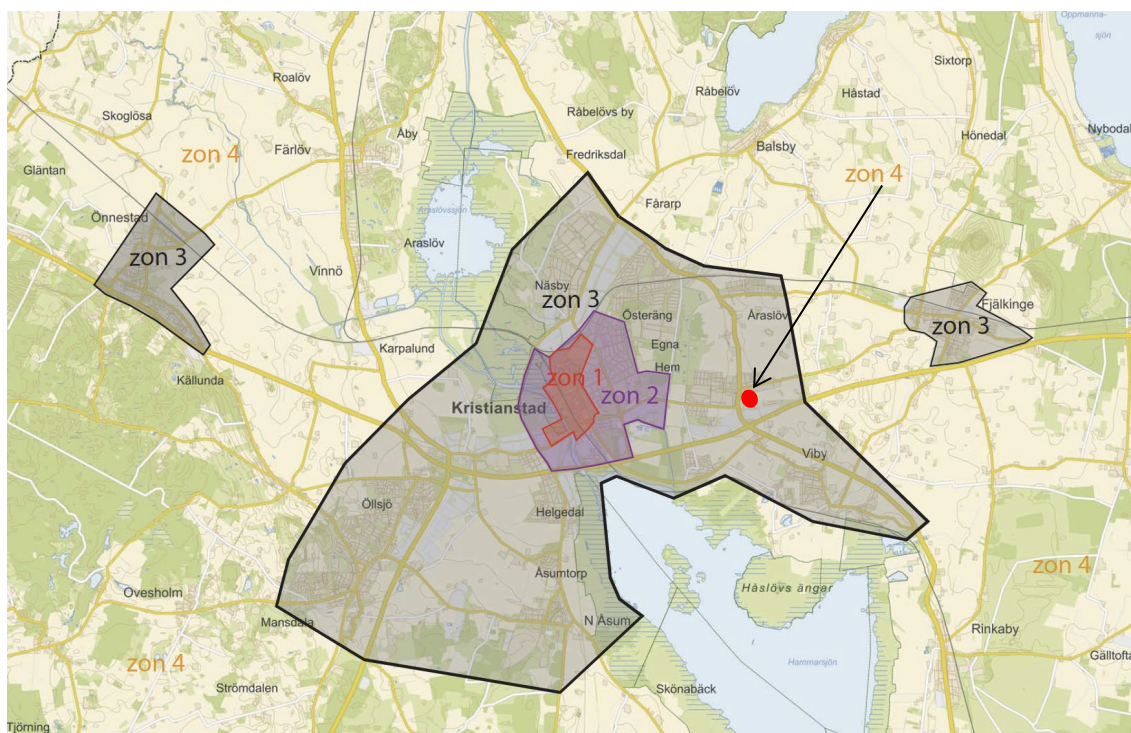 Oppmanna-
sjön
Sixtorp
Roalöv
Råbelöv
Håstad
Skoglösa
Råbelövs by
Nybodal
Åby
Hönedal
Balsby
Färlöv
zon 4
Fredriksdal
Gläntan
zon 4
Fårarp
Araslövssjön
Önnestad
Araslöv
zon 3
Vinnö
Näsby
zon 3
Fjälkinge
Österäng
Åraslöv
zon 3
Egna
Hem
Karpalund
zon 1
Källunda
zon 2
Kristianstad
Viby
Öllsjö
Helgedal
zon 4
Åsumtorp
Håslövs ängar
Ovesholm
Mansdala
N Åsum
Rinkaby
Gälltofta
zon 4
Hammarsjön
Strömdalen
Skönabäck
Tjörning